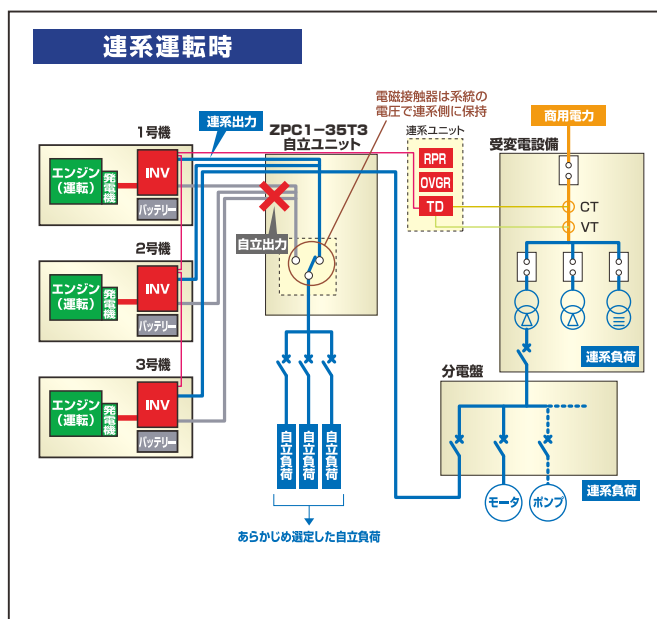 連系運転時
電磁接触器は系統の
電圧で連系側に保持
商用電力
連系出力
1号機
ZPC1-35T3
自立ユニット
連系ユニット
受変電設備
エンジン
(運転)
発電機
INV
バッテリー
RPR
OVGR
TD
CT
VT
自立出力
2号機
エンジン
(運転)
発電機
INV
バッテリー
3号機
エンジン
(運転)
発電機
INV
バッテリー
連系負荷
分電盤
自立負荷
自立負荷
自立負荷
モータ
ポンプ
連系負荷
あらかじめ選定した自立負荷